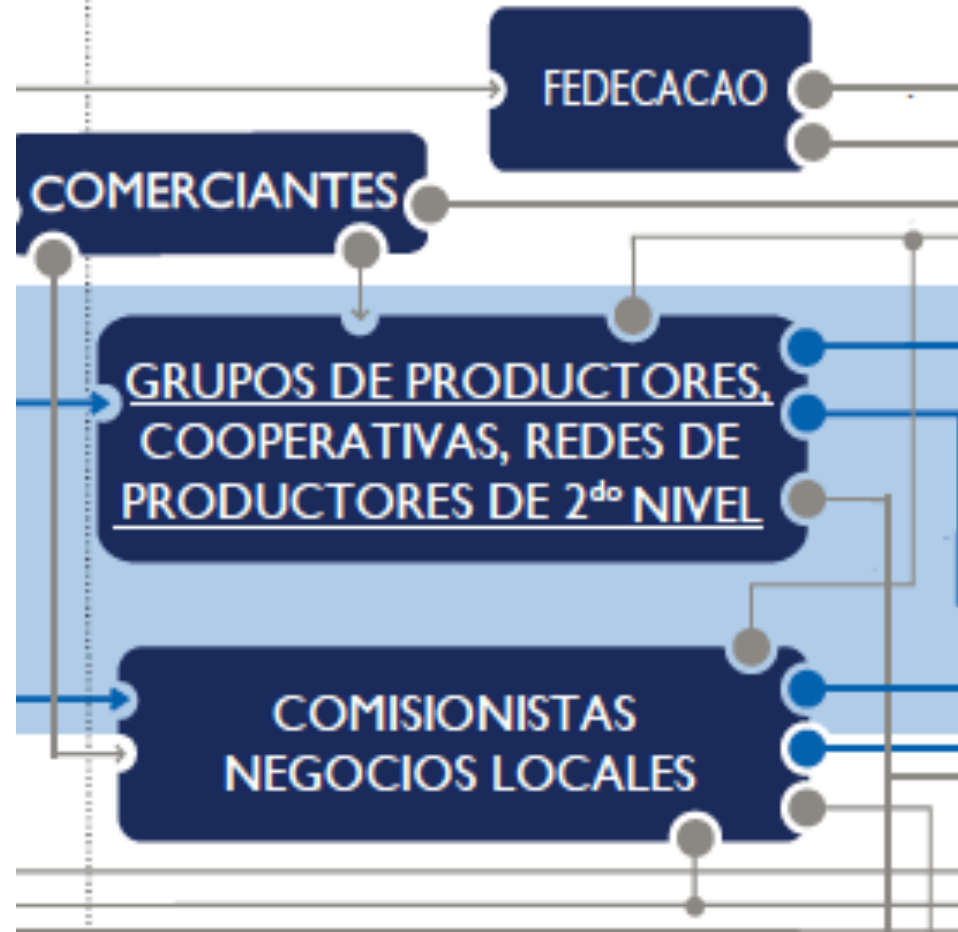 FEDECACAO
COMERCIANTES
GRUPOS DE PRODUCTORES,
COOPERATIVAS, REDES DE
PRODUCTORES DE 2do NIVEL
COMISIONISTAS
NEGOCIOS LOCALES